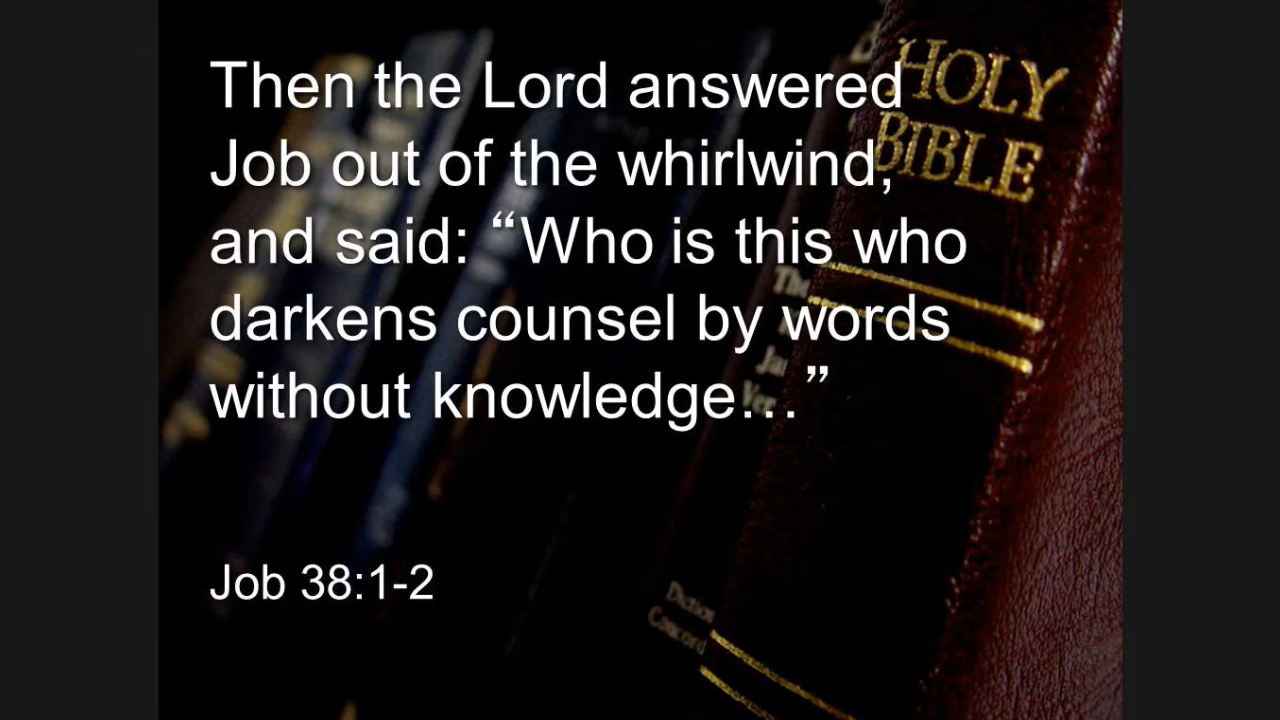 Then the Lord answered
Job out of the whirlwind,
and said: “Who is this who
darkens counsel by words
without knowledge…”
Job 38:1-2
HOLY
BIBLE